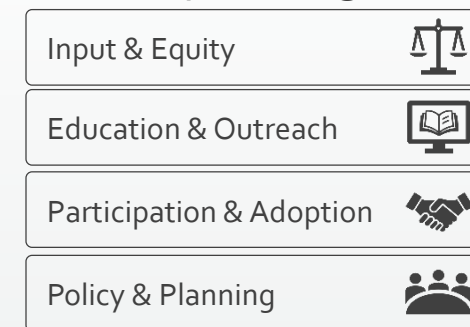 Input & Equity
Education & Outreach
Participation & Adoption
Policy & Planning